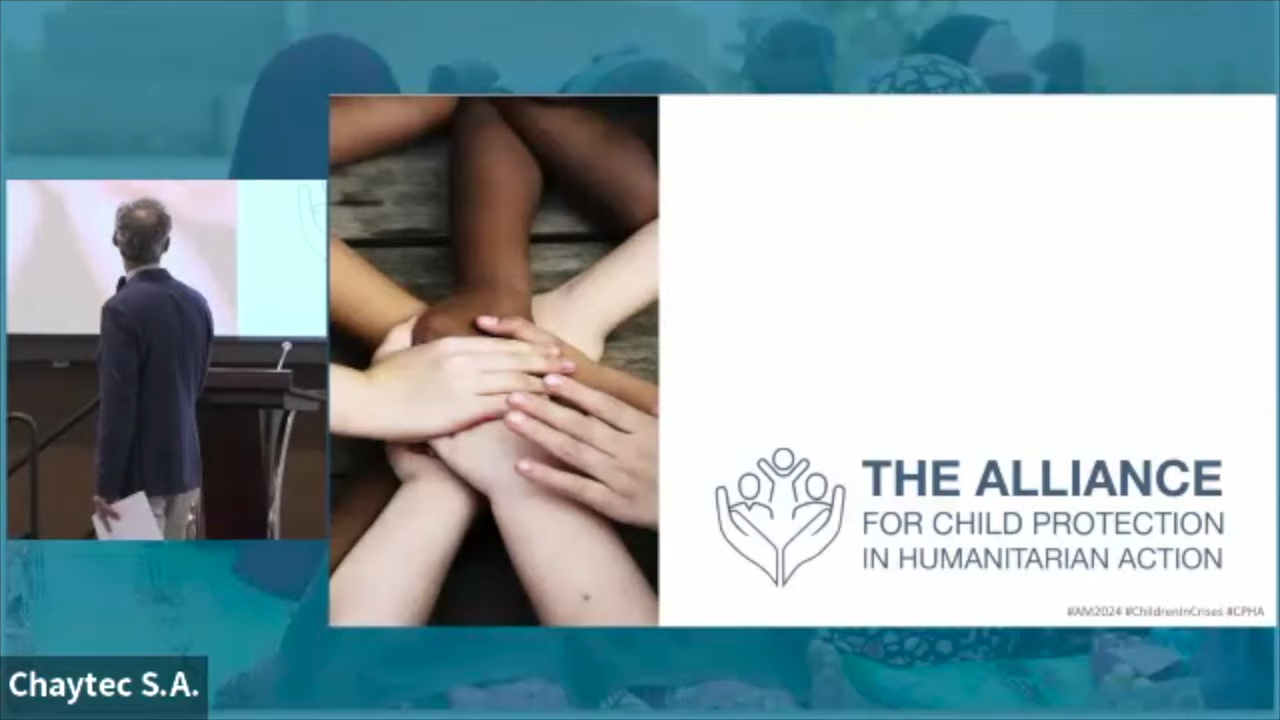 THE ALLIANCE
FOR CHILD PROTECTION
IN HUMANITARIAN ACTION
#AM2024 #ChildrenInCrises #CPHA
Chaytec S.A.